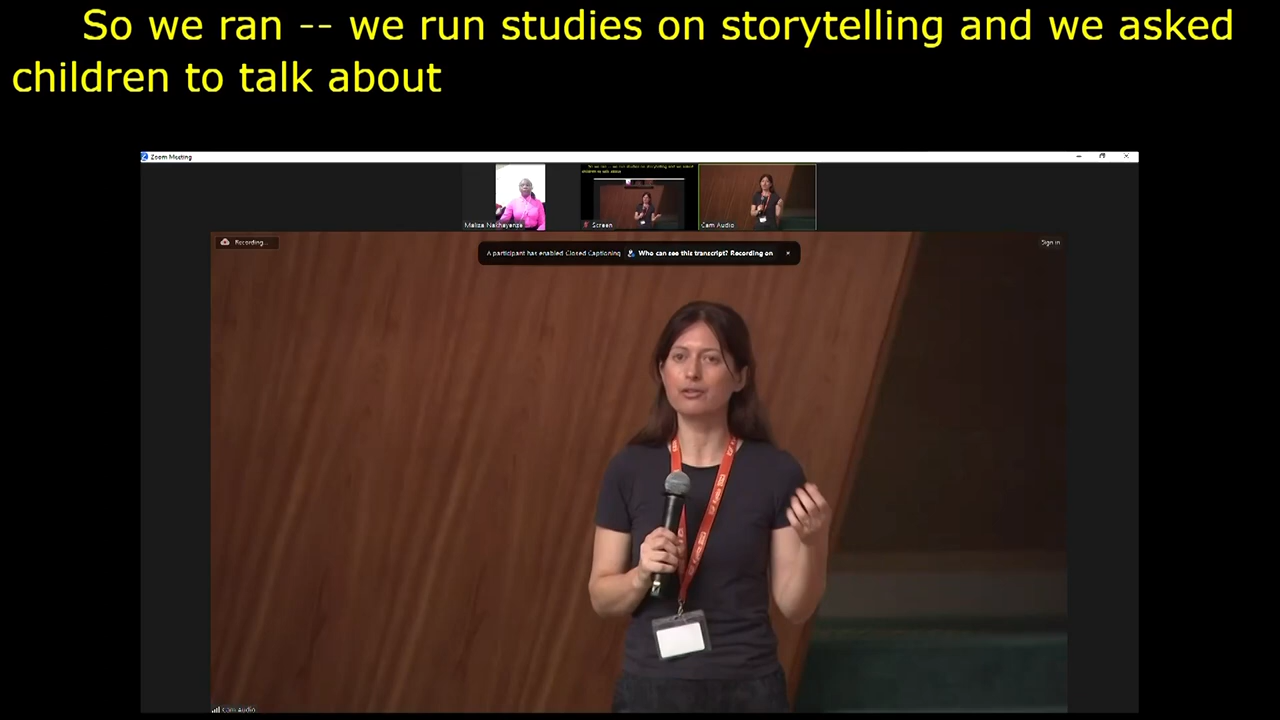 So we ran -- we run studies on storytelling and we asked
children to talk about
Zoom Meeting
Screen
Cam Audio
Recording...
A participant has enabled Closed Captioning
Who can see this transcript? Recording on
Sign in
Cam Audio